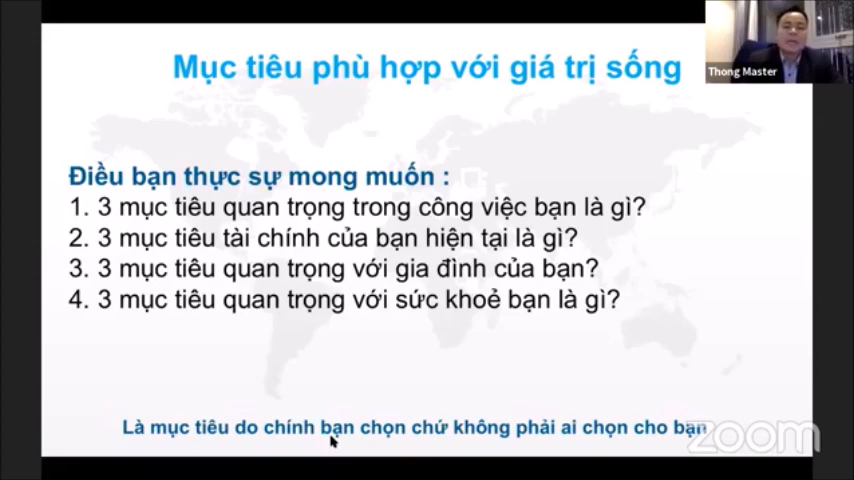 Mục tiêu phù hợp với giá trị sống
Thong Master
Điều bạn thực sự mong muốn :
1. 3 mục tiêu quan trọng trong công việc bạn là gì?
2. 3 mục tiêu tài chính của bạn hiện tại là gì?
3. 3 mục tiêu quan trọng với gia đình của bạn?
4. 3 mục tiêu quan trọng với sức khoẻ bạn là gì?
Là mục tiêu do chính bạn chọn chứ không phải ai chọn cho bạn
zoom